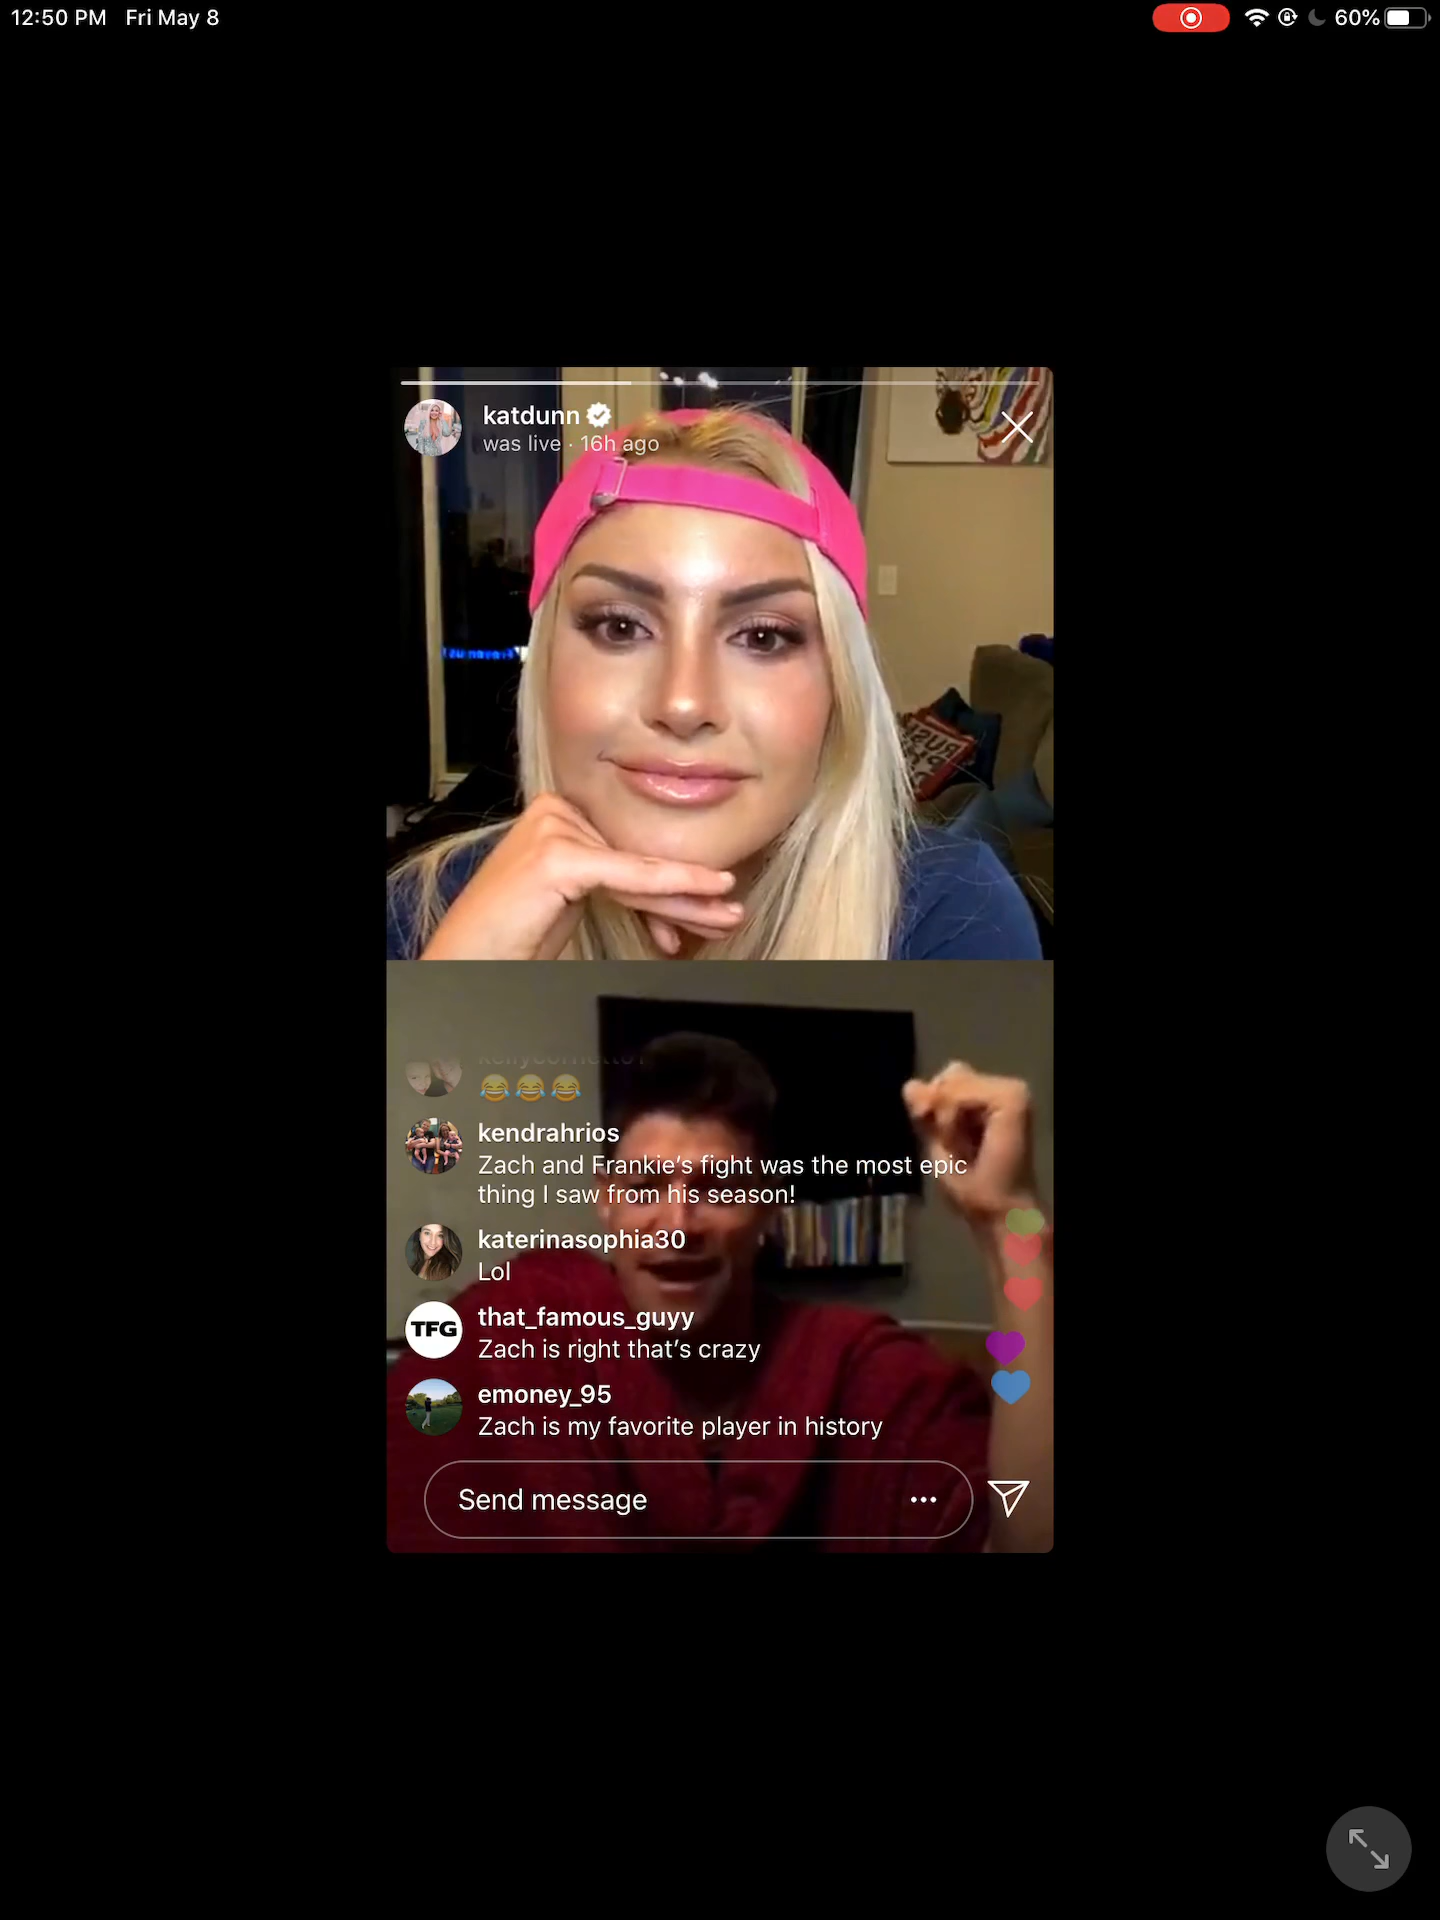 12:50 PM Fri May 8
60%
katdunn
was live · 16h ago
😂😂😂
kendrahrios
Zach and Frankie’s fight was the most epic
thing I saw from his season!
katerinasophia30
Lol
TFG
that_famous_guyy
Zach is right that’s crazy
emoney_95
Zach is my favorite player in history
Send message